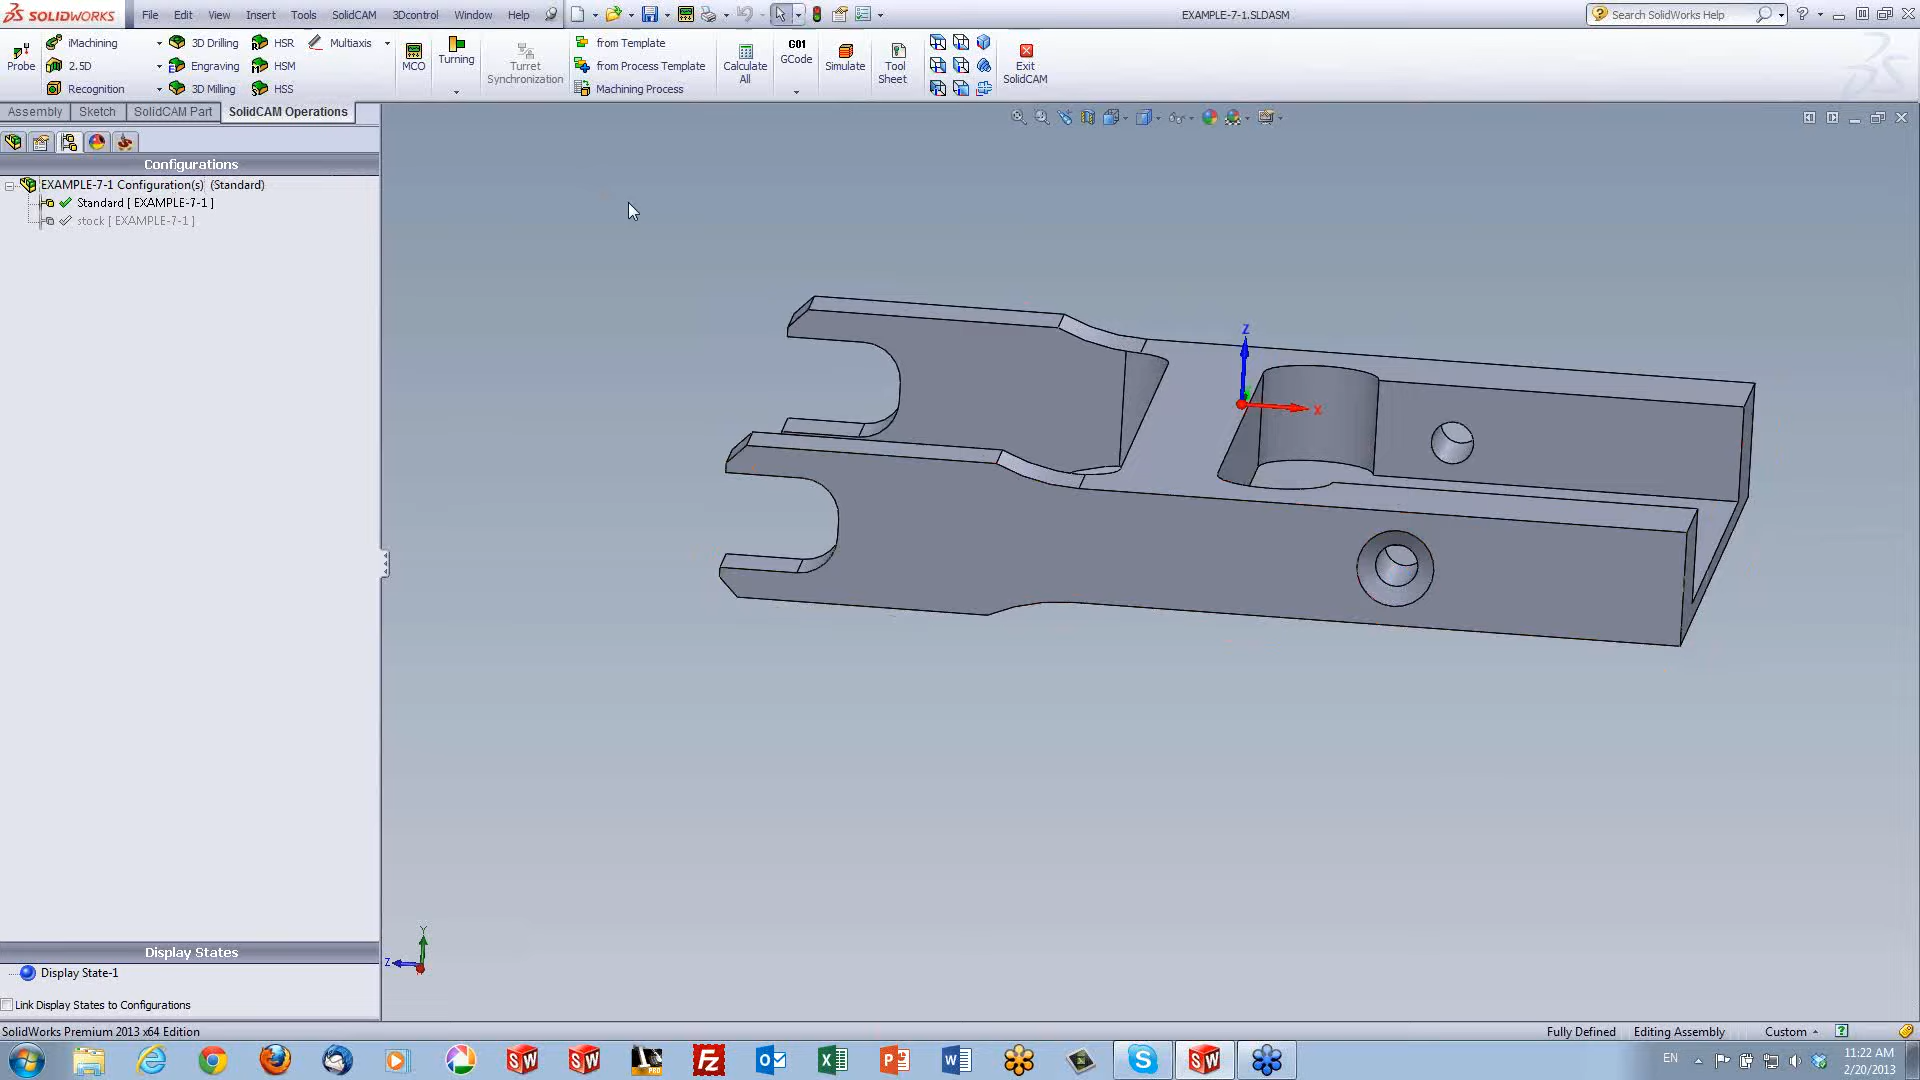 SOLIDWORKS File Edit View Insert Tools SolidCAM 3Dcontrol Window Help EXAMPLE-7-1.SLDASM Search SolidWorks Help
iMachining 3D Drilling HSR Multiaxis from Template G01
Probe 2.5D Engraving HSM MCO Turning Turret Synchronization from Process Template Calculate All GCode Simulate Tool Sheet Exit SolidCAM
Recognition 3D Milling HSS Machining Process
Assembly Sketch SolidCAM Part SolidCAM Operations
Configurations
EXAMPLE-7-1 Configuration(s) (Standard)
Standard [ EXAMPLE-7-1 ]
stock [ EXAMPLE-7-1 ]
Z
X
Y
Z
Display States
Display State-1
Link Display States to Configurations
SolidWorks Premium 2013 x64 Edition Fully Defined Editing Assembly Custom
EN 11:22 AM
2/20/2013